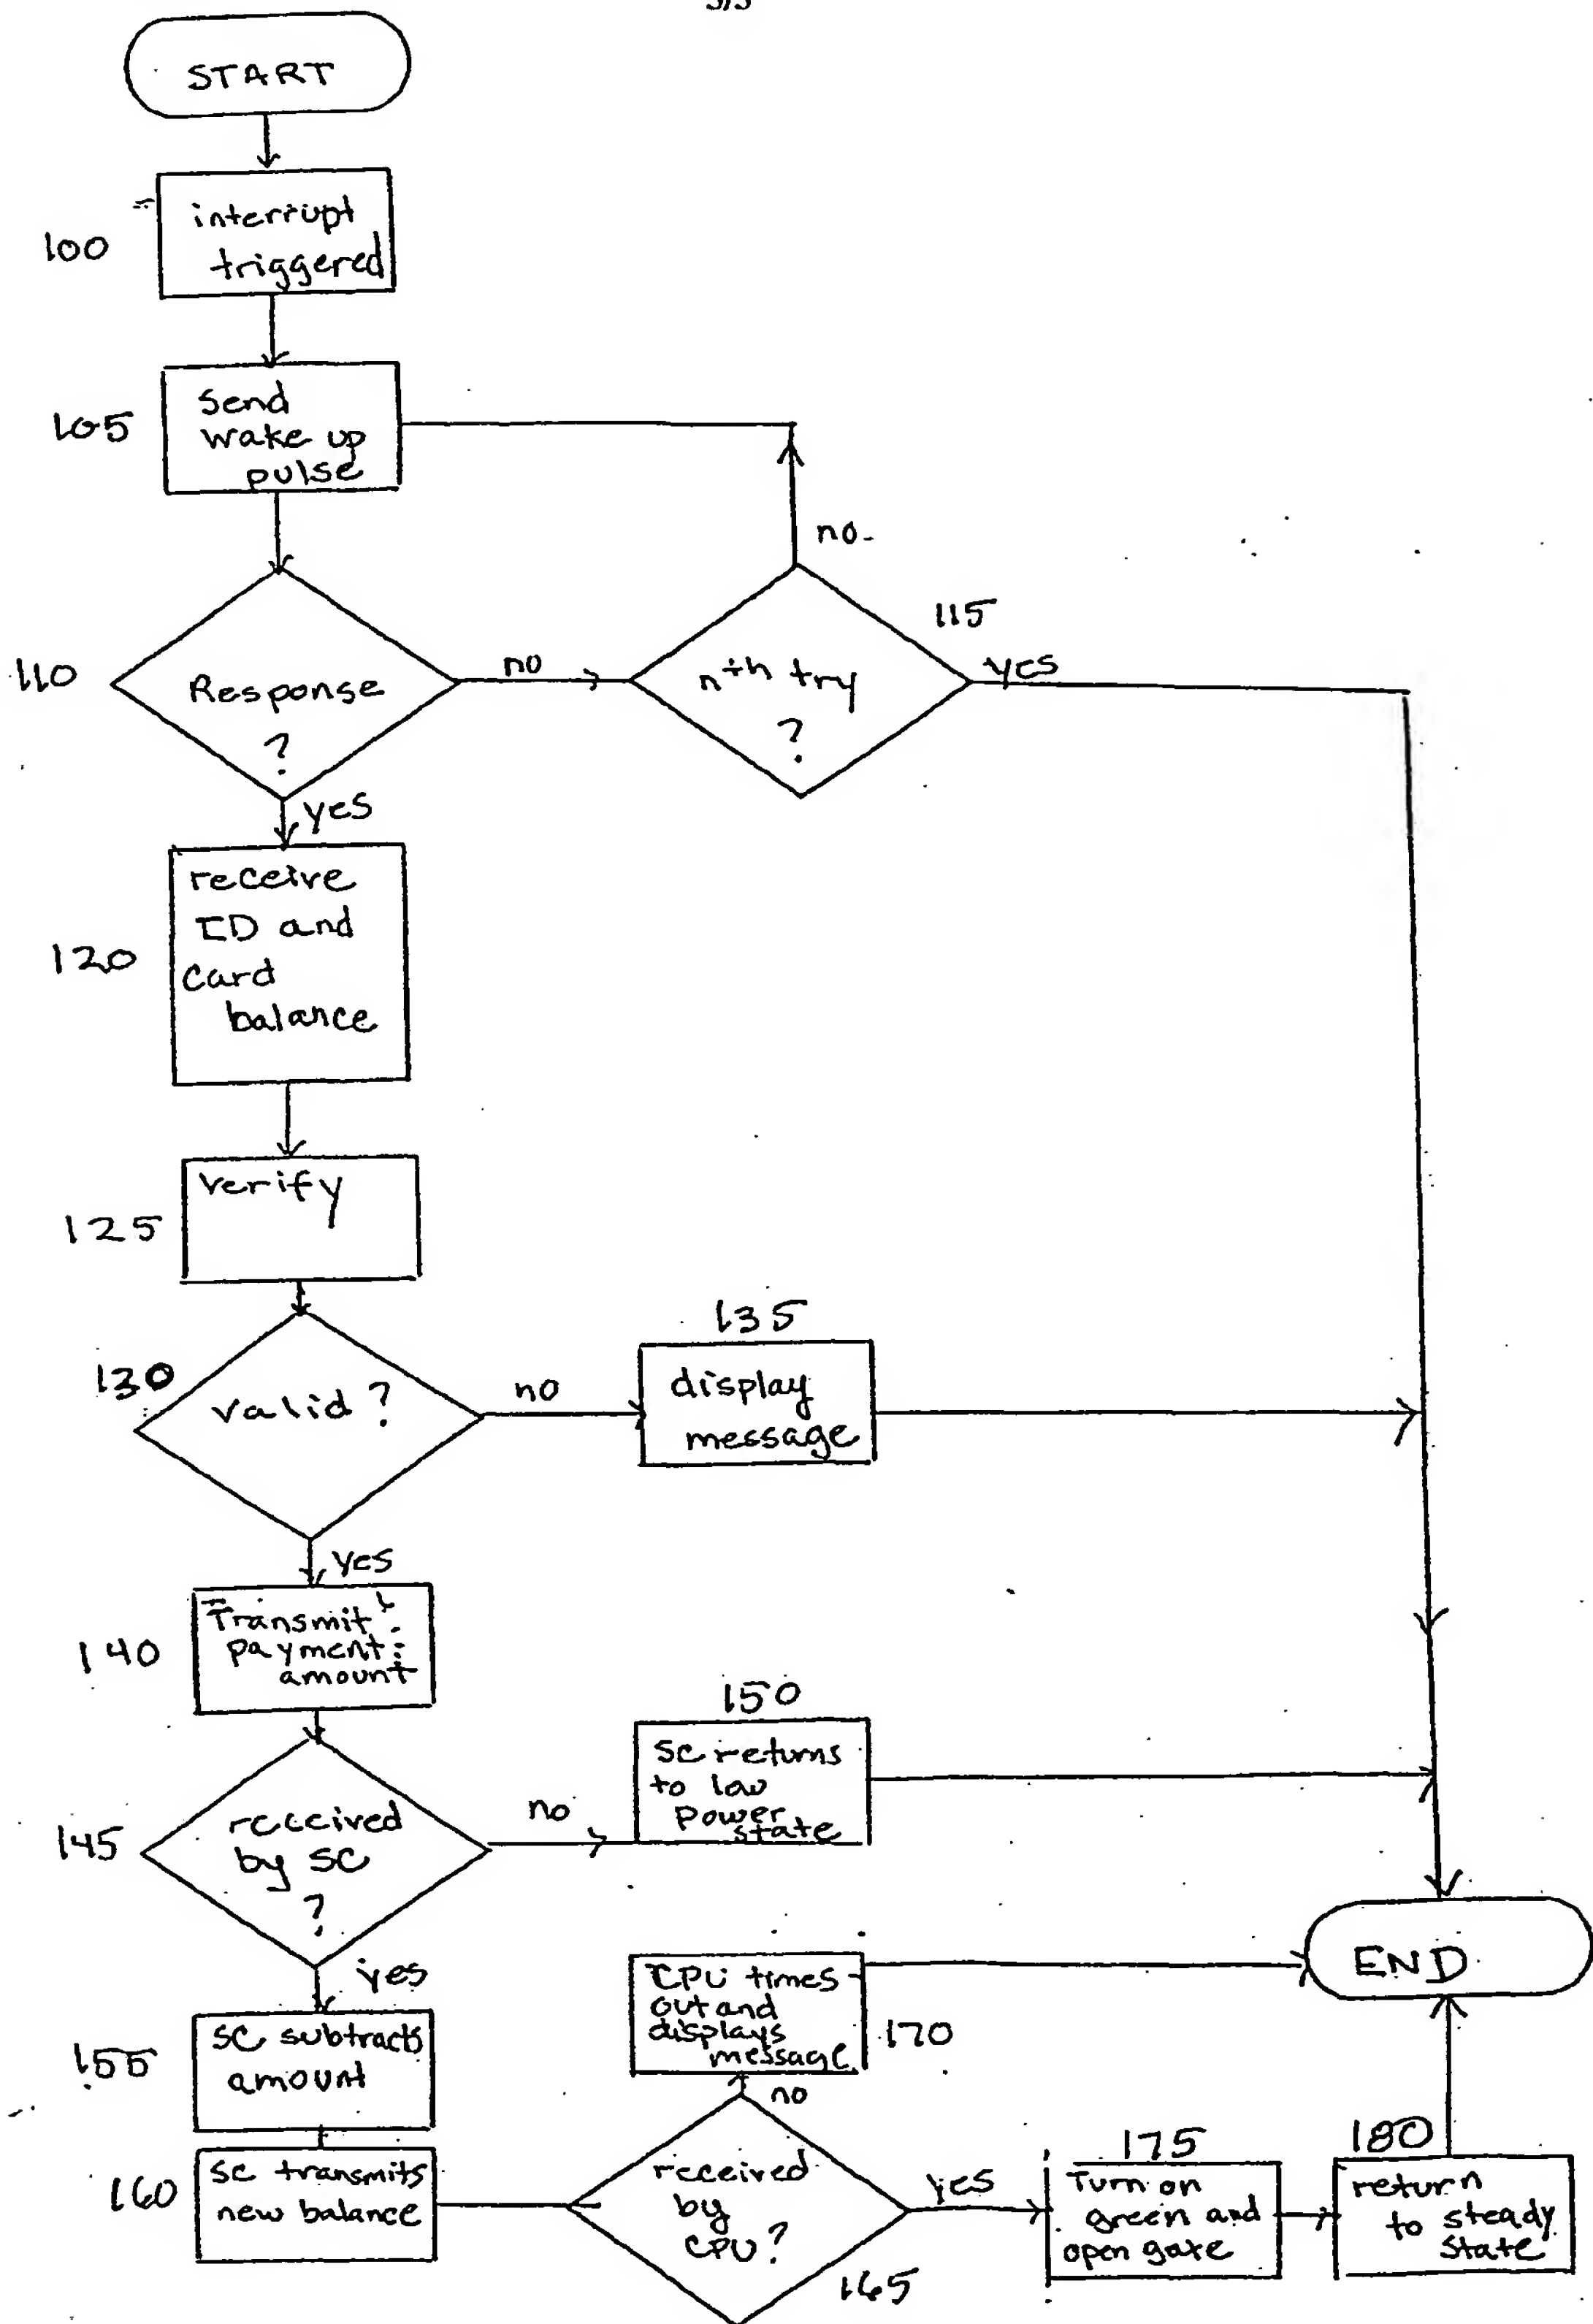 START
100
interrupt
triggered
105
Send
wake up
pulse
no
110
Response
?
no
115
nth try
?
yes
yes
120
receive
ID and
Card
balance
125
verify
130
valid?
no
135
display
message
yes
140
Transmit
payment
amount
145
received
by SC
?
no
150
SC returns
to low
power
state
yes
155
SC subtracts
amount
160
SC transmits
new balance
165
received
by
CPU?
no
170
CPU times
out and
displays
message
yes
175
Turn on
green and
open gate
180
return
to steady
state
END